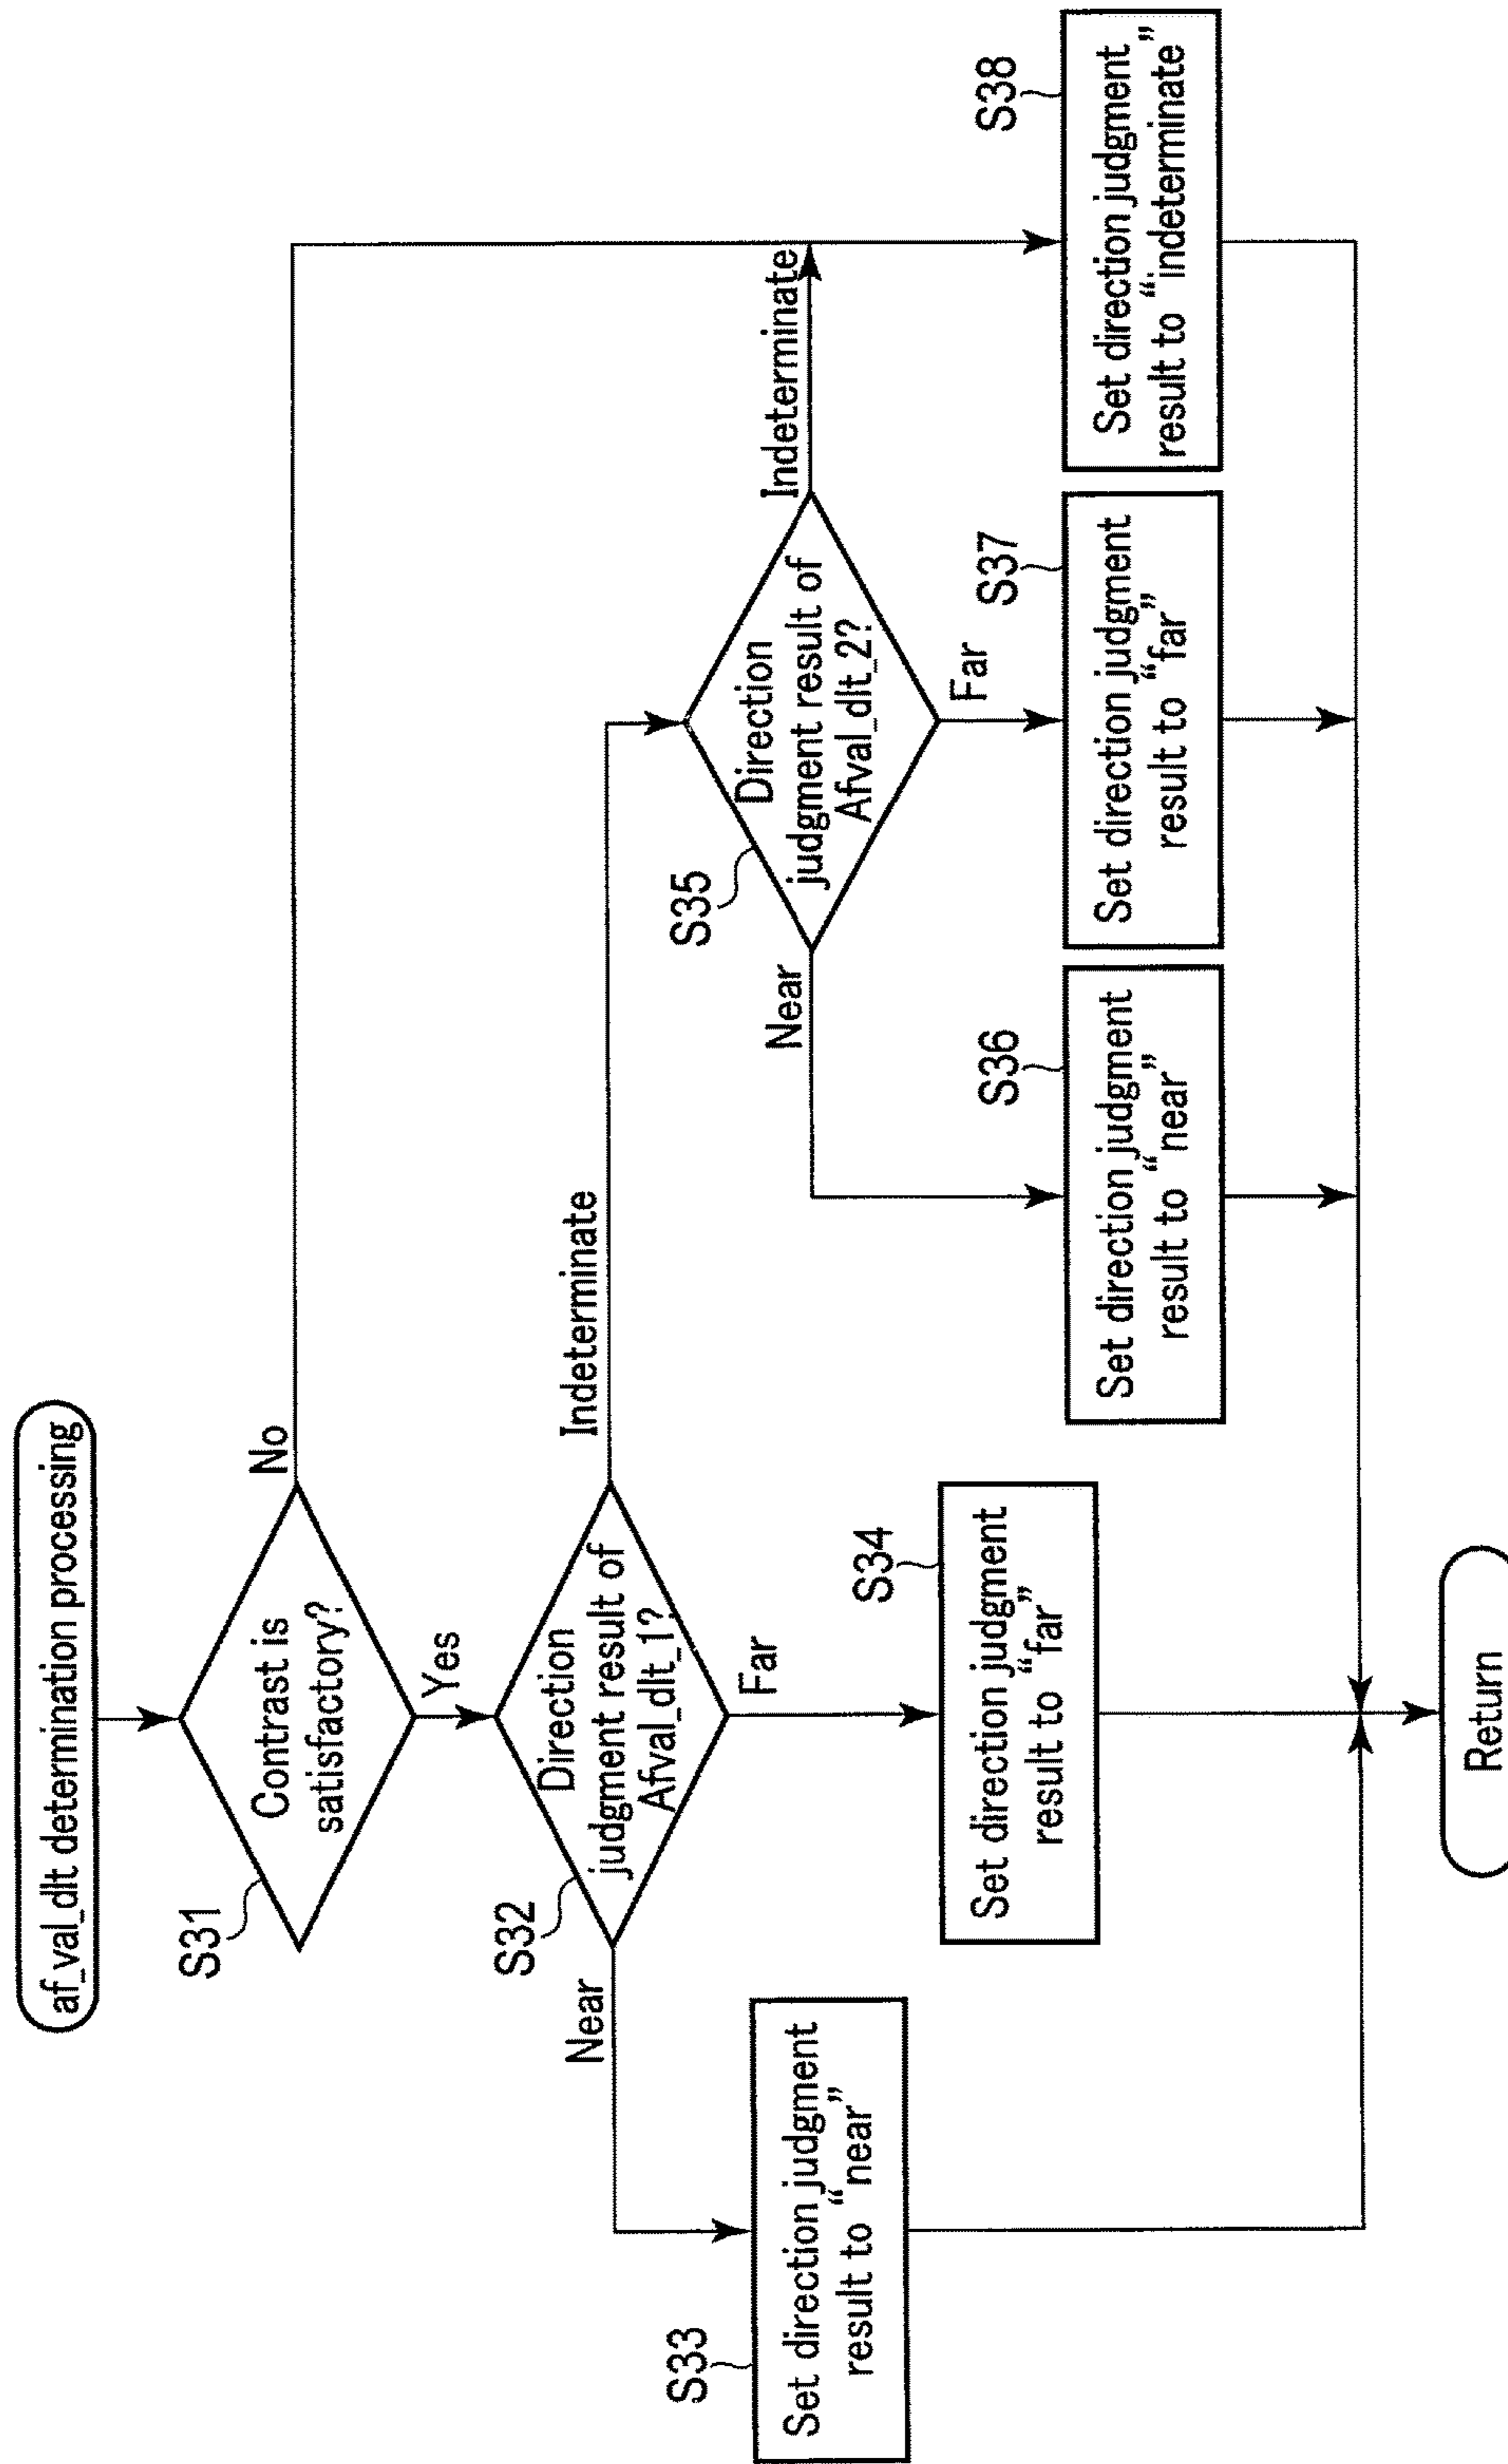 af_val_dlt determination processing
S31
Contrast is
satisfactory?
No
Yes
S32
Direction
judgment result of
Afval_dlt_1?
Near
Far
Indeterminate
S33
Set direction judgment
result to “near”
S34
Set direction judgment
result to “far”
S35
Direction
judgment result of
Afval_dlt_2?
Near
Far
Indeterminate
S36
Set direction judgment
result to “near”
S37
Set direction judgment
result to “far”
S38
Set direction judgment
result to “indeterminate”
Return